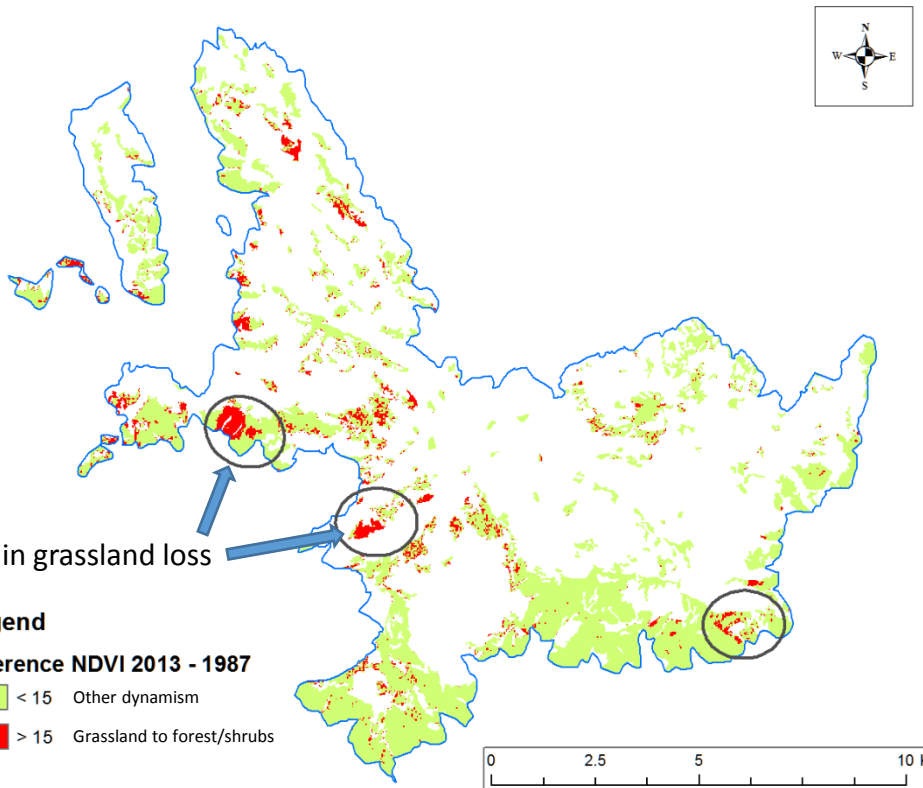 N
W E
S
in grassland loss
gend
erence NDVI 2013 - 1987
< 15 Other dynamism
> 15 Grassland to forest/shrubs
0 2.5 5 10